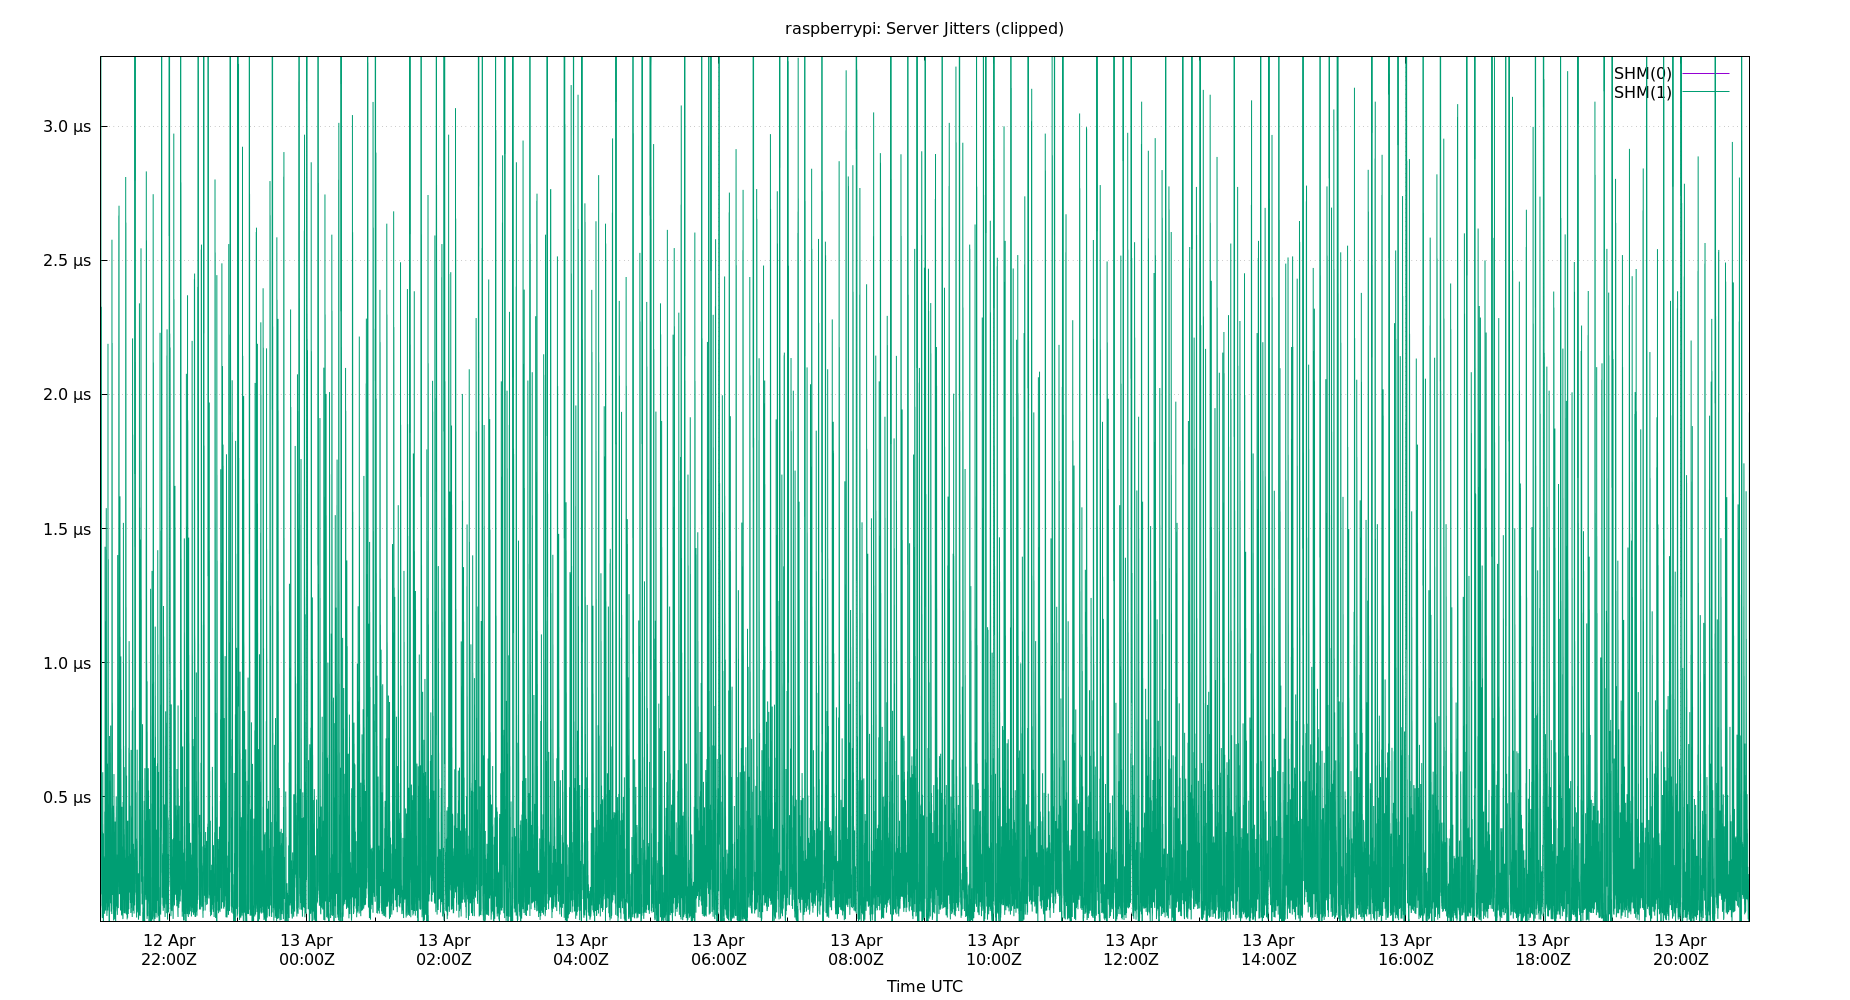 raspberrypi: Server Jitters (clipped)
SHM(0)
SHM(1)
3.0 µs
2.5 µs
2.0 µs
1.5 µs
1.0 µs
0.5 µs
12 Apr 13 Apr 13 Apr 13 Apr 13 Apr 13 Apr 13 Apr 13 Apr 13 Apr 13 Apr 13 Apr 13 Apr
22:00Z 00:00Z 02:00Z 04:00Z 06:00Z 08:00Z 10:00Z 12:00Z 14:00Z 16:00Z 18:00Z 20:00Z
Time UTC